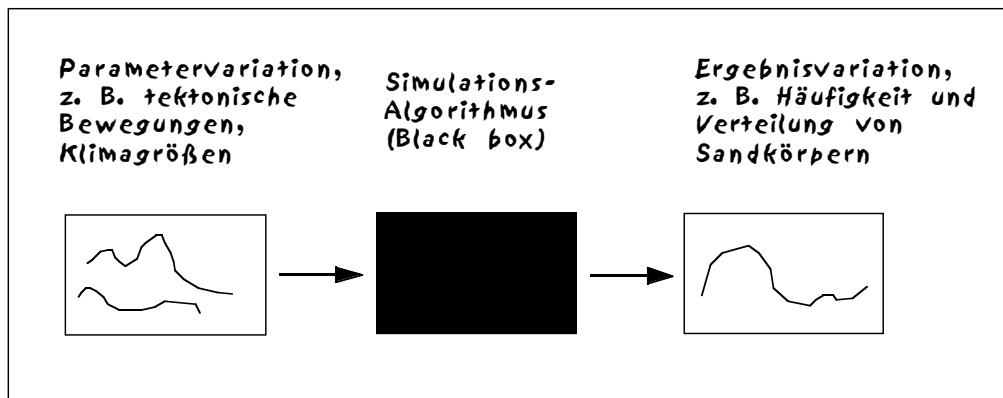 Parametervariation,
z. B. tektonische
Bewegungen,
Klimagrößen
Simulations-
Algorithmus
(Black box)
Ergebnisvariation,
z. B. Häufigkeit und
Verteilung von
Sandkörpern